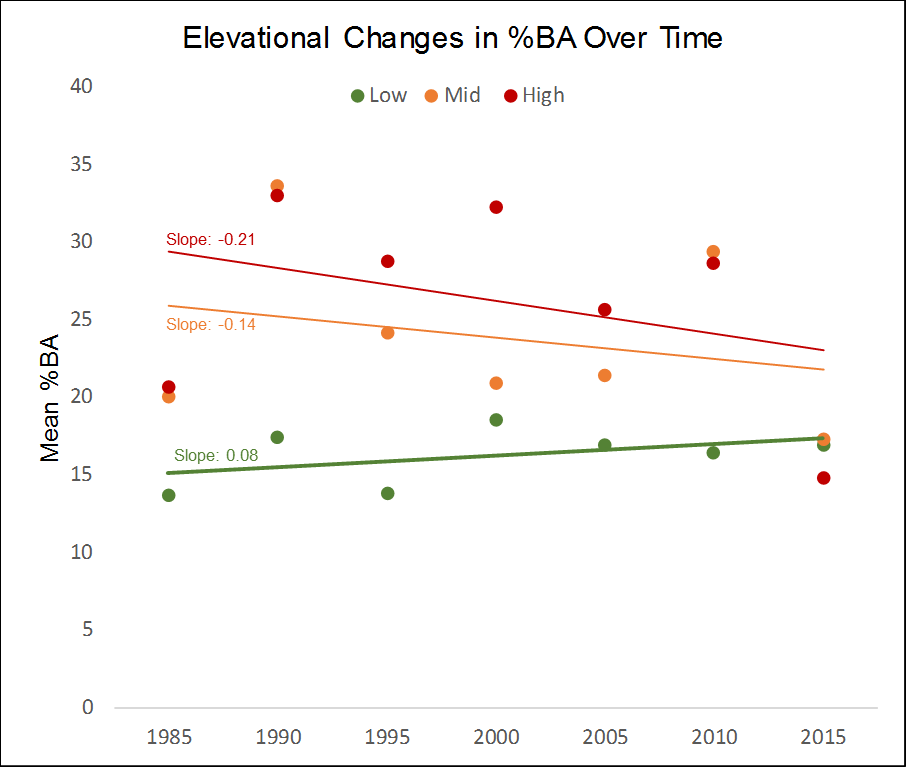 Elevational Changes in %BA Over Time
Low Mid High
40
35
30
25
20
15
10
5
0
Mean %BA
Slope: -0.21
Slope: -0.14
Slope: 0.08
1985 1990 1995 2000 2005 2010 2015